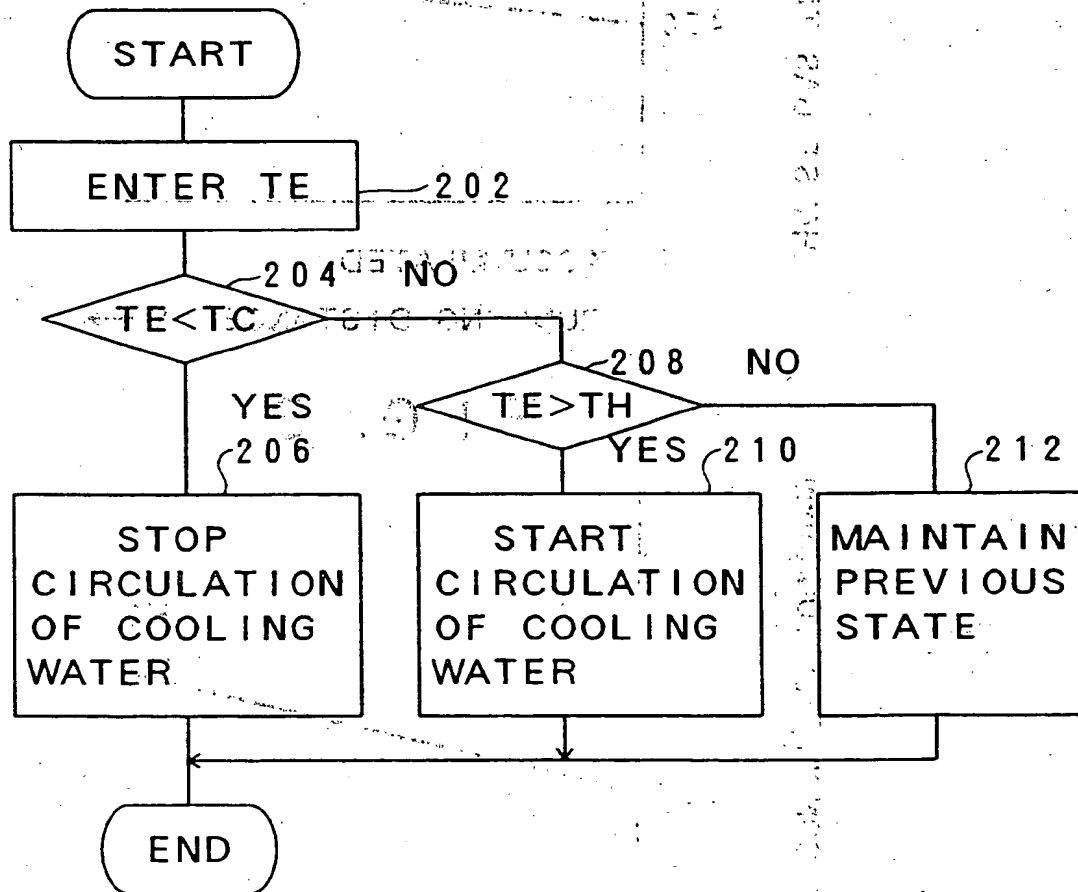 START
ENTER TE
202
204
NO
TE<TC
208
NO
YES
TE>TH
206
YES
210
212
STOP
CIRCULATION
OF COOLING
WATER
START
CIRCULATION
OF COOLING
WATER
MAINTAIN
PREVIOUS
STATE
END